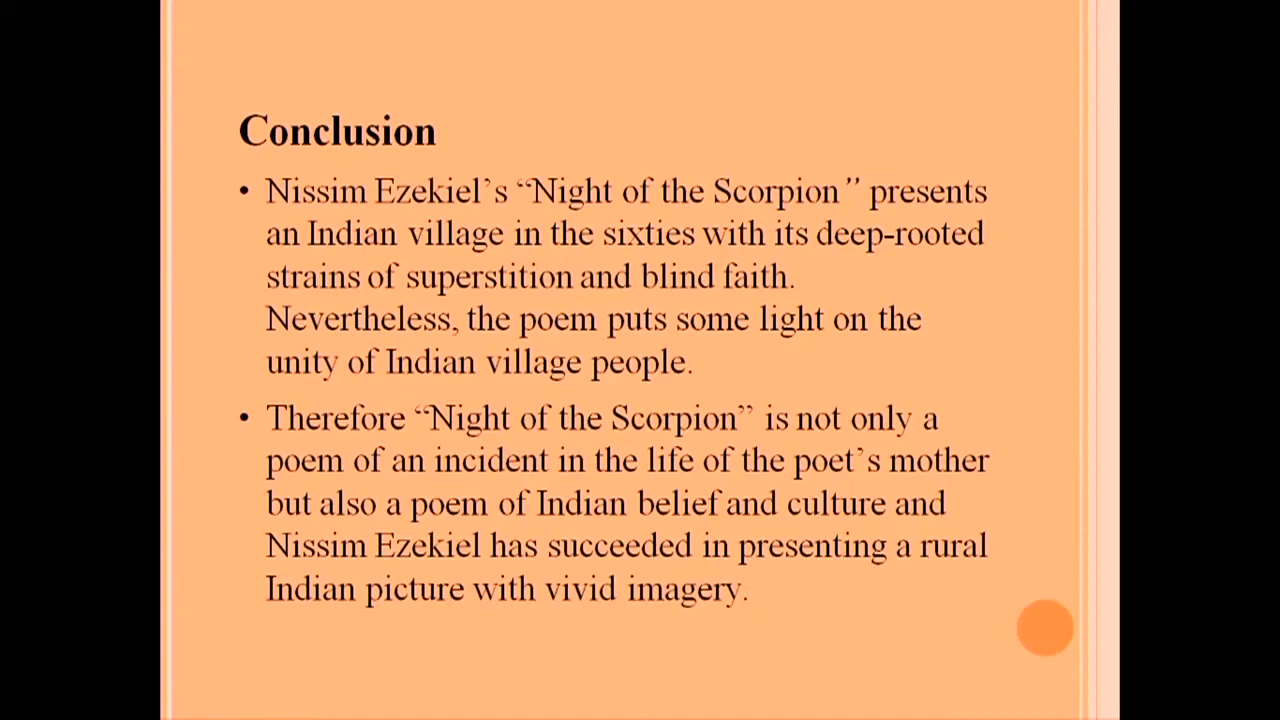 Conclusion
• Nissim Ezekiel’s “Night of the Scorpion” presents
an Indian village in the sixties with its deep-rooted
strains of superstition and blind faith.
Nevertheless, the poem puts some light on the
unity of Indian village people.
• Therefore “Night of the Scorpion” is not only a
poem of an incident in the life of the poet’s mother
but also a poem of Indian belief and culture and
Nissim Ezekiel has succeeded in presenting a rural
Indian picture with vivid imagery.